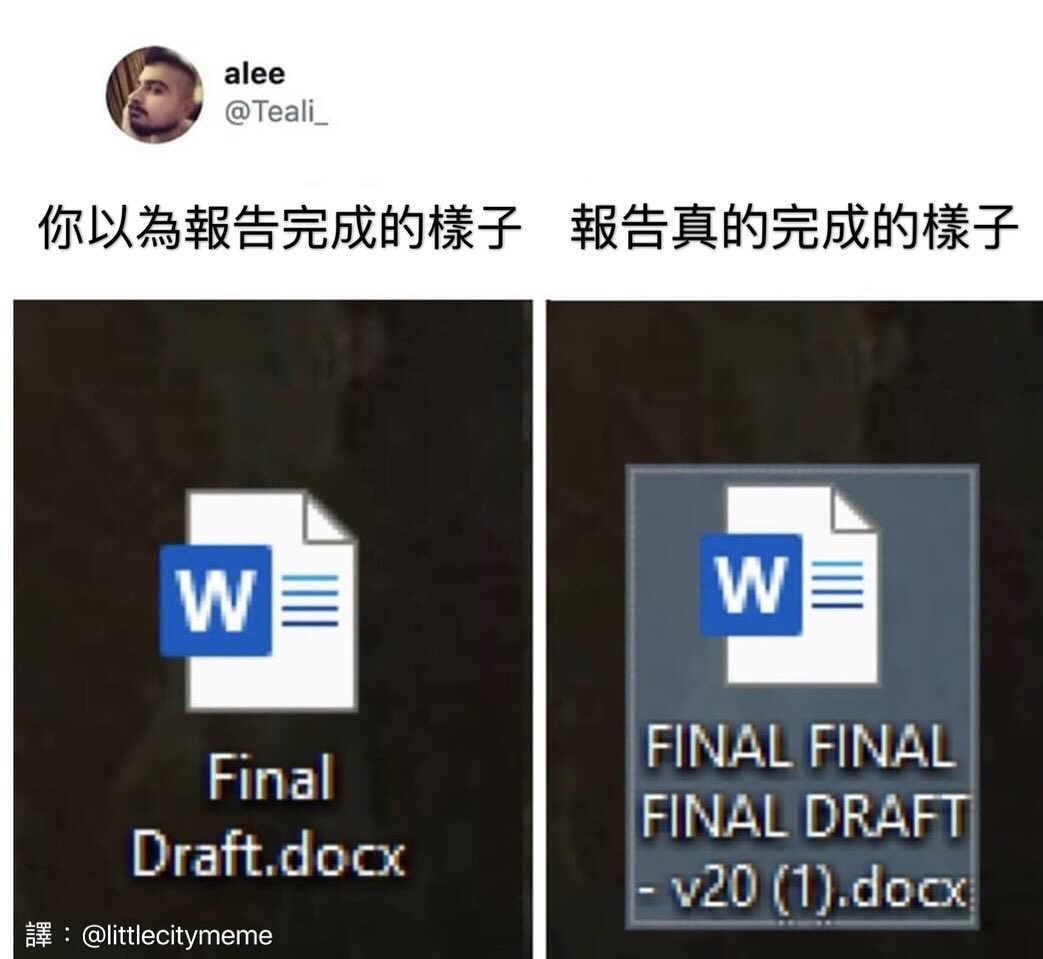 alee
@Teali_
你以為報告完成的樣子
報告真的完成的樣子
W
Final
Draft.docx
W
FINAL FINAL
FINAL DRAFT
- v20 (1).docx
譯：@littlecitymeme